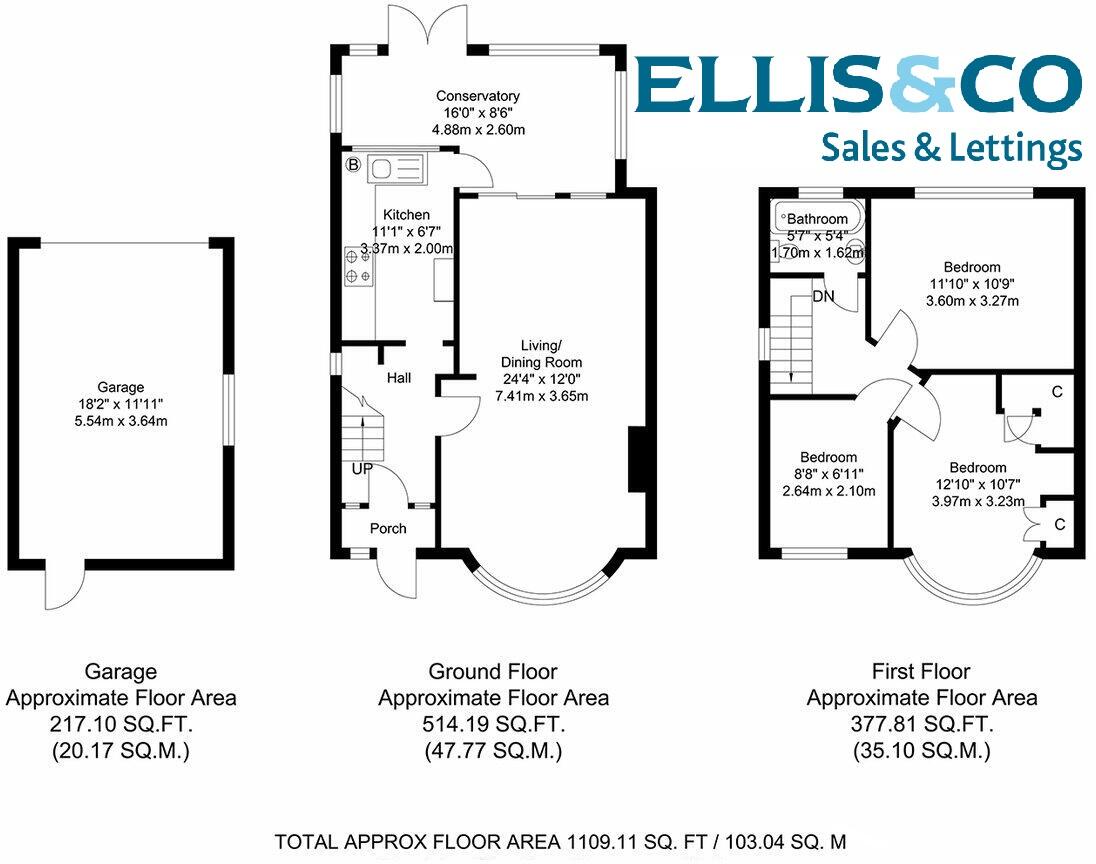 ELLIS&CO
Sales & Lettings
Conservatory
16'0" x 8'6"
4.88m x 2.60m
B
Kitchen
11'1" x 6'7"
3.37m x 2.00m
Living/
Dining Room
24'4" x 12'0"
7.41m x 3.65m
Hall
UP
Porch
Garage
18'2" x 11'11"
5.54m x 3.64m
Bathroom
5'7" x 5'4"
1.70m x 1.62m
DN
Bedroom
11'10" x 10'9"
3.60m x 3.27m
C
Bedroom
8'8" x 6'11"
2.64m x 2.10m
Bedroom
12'10" x 10'7"
3.97m x 3.23m
C
Garage
Approximate Floor Area
217.10 SQ.FT.
(20.17 SQ.M.)
Ground Floor
Approximate Floor Area
514.19 SQ.FT.
(47.77 SQ.M.)
First Floor
Approximate Floor Area
377.81 SQ.FT.
(35.10 SQ.M.)
TOTAL APPROX FLOOR AREA 1109.11 SQ. FT / 103.04 SQ. M